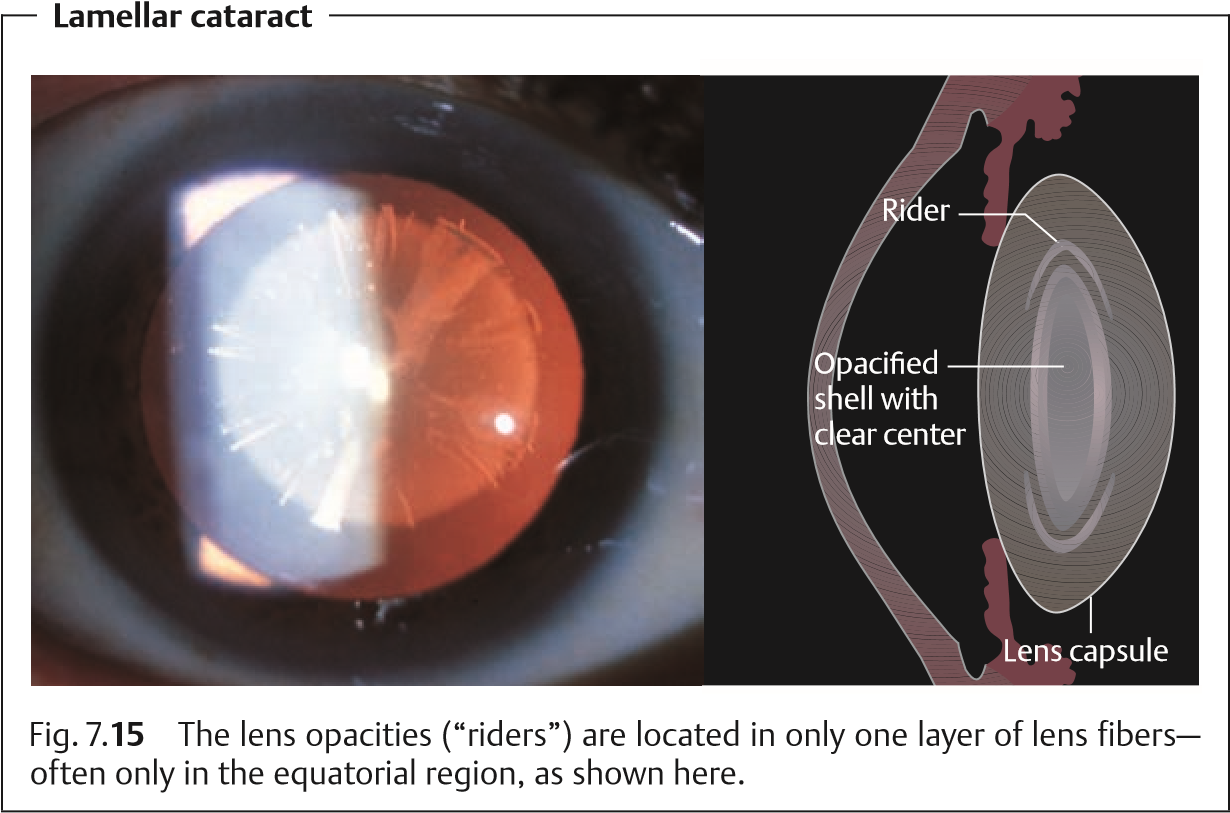 Lamellar cataract
Rider
Opacified
shell with
clear center
Lens capsule
Fig. 7.15 The lens opacities (“riders”) are located in only one layer of lens fibers—
often only in the equatorial region, as shown here.